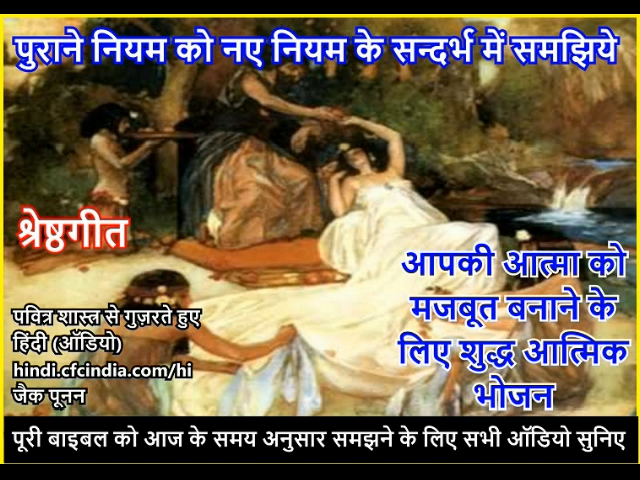 पुराने नियम को नए नियम के सन्दर्भ में समझिये
श्रेष्ठगीत
आपकी आत्मा को
मजबूत बनाने के
लिए शुद्ध आत्मिक
भोजन
पवित्र शास्त्र से गुज़रते हुए
हिंदी (ऑडियो)
hindi.cfcindia.com/hi
जैक पूनन
पूरी बाइबल को आज के समय अनुसार समझने के लिए सभी ऑडियो सुनिए